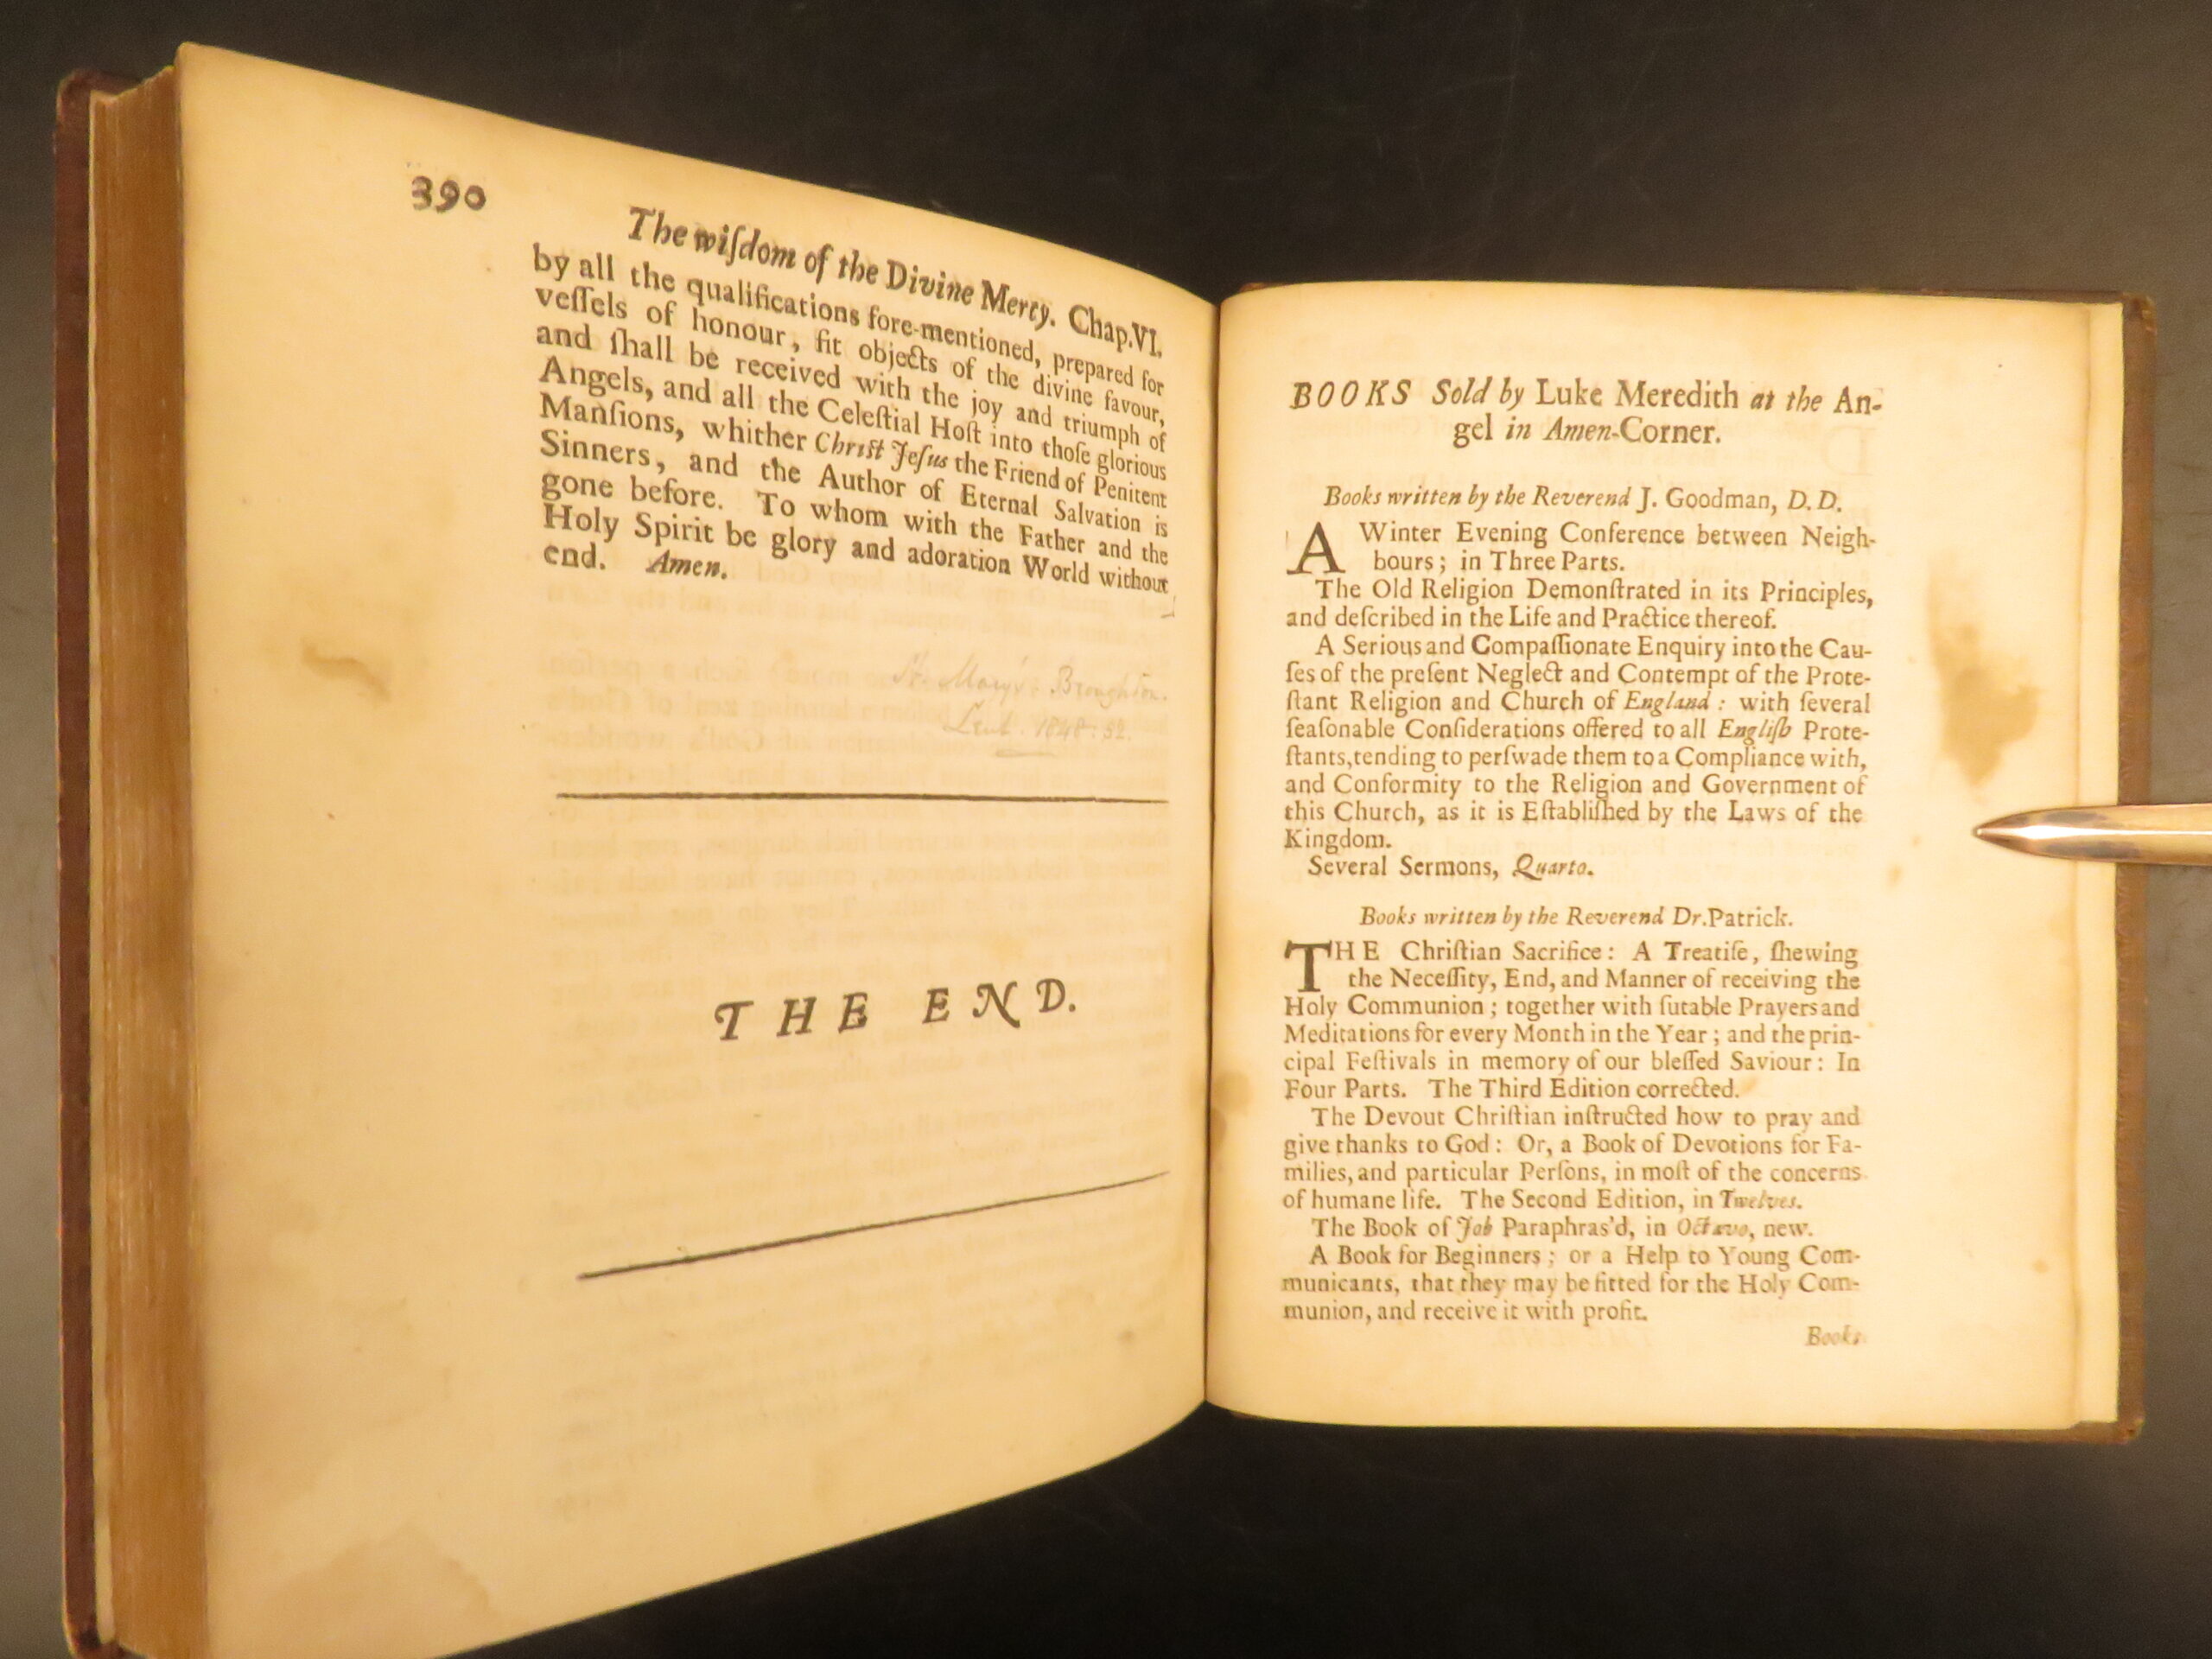 390
The wiſdom of the Divine Mercy. Chap.VI.
by all the qualifications fore-mentioned, prepared for
veſſels of honour, fit objects of the divine favour,
and ſhall be received with the joy and triumph of
Angels, and all the Celeſtial Hoſt into thoſe glorious
Manſions, whither Chriſt Jeſus the Friend of Penitent
Sinners, and the Author of Eternal Salvation is
gone before. To whom with the Father and the
Holy Spirit be glory and adoration World without
end. Amen.
St. Mary's. Broughton.
Lent. 1848:52.
THE END.
BOOKS Sold by Luke Meredith at the An-
gel in Amen-Corner.
Books written by the Reverend J. Goodman, D.D.
A Winter Evening Conference between Neigh-
bours; in Three Parts.
The Old Religion Demonſtrated in its Principles,
and deſcribed in the Life and Practice thereof.
A Serious and Compaſſionate Enquiry into the Cau-
ſes of the preſent Neglect and Contempt of the Prote-
ſtant Religion and Church of England: with ſeveral
ſeaſonable Conſiderations offered to all Engliſh Prote-
ſtants, tending to perſwade them to a Compliance with,
and Conformity to the Religion and Government of
this Church, as it is Eſtabliſhed by the Laws of the
Kingdom.
Several Sermons, Quarto.
Books written by the Reverend Dr.Patrick.
THE Chriſtian Sacrifice: A Treatiſe, ſhewing
the Neceſſity, End, and Manner of receiving the
Holy Communion; together with ſutable Prayers and
Meditations for every Month in the Year; and the prin-
cipal Feſtivals in memory of our bleſſed Saviour: In
Four Parts. The Third Edition corrected.
The Devout Chriſtian inſtructed how to pray and
give thanks to God: Or, a Book of Devotions for Fa-
milies, and particular Perſons, in moſt of the concerns
of humane life. The Second Edition, in Twelves.
The Book of Job Paraphras'd, in Octavo, new.
A Book for Beginners; or a Help to Young Com-
municants, that they may be fitted for the Holy Com-
munion, and receive it with profit.
Books